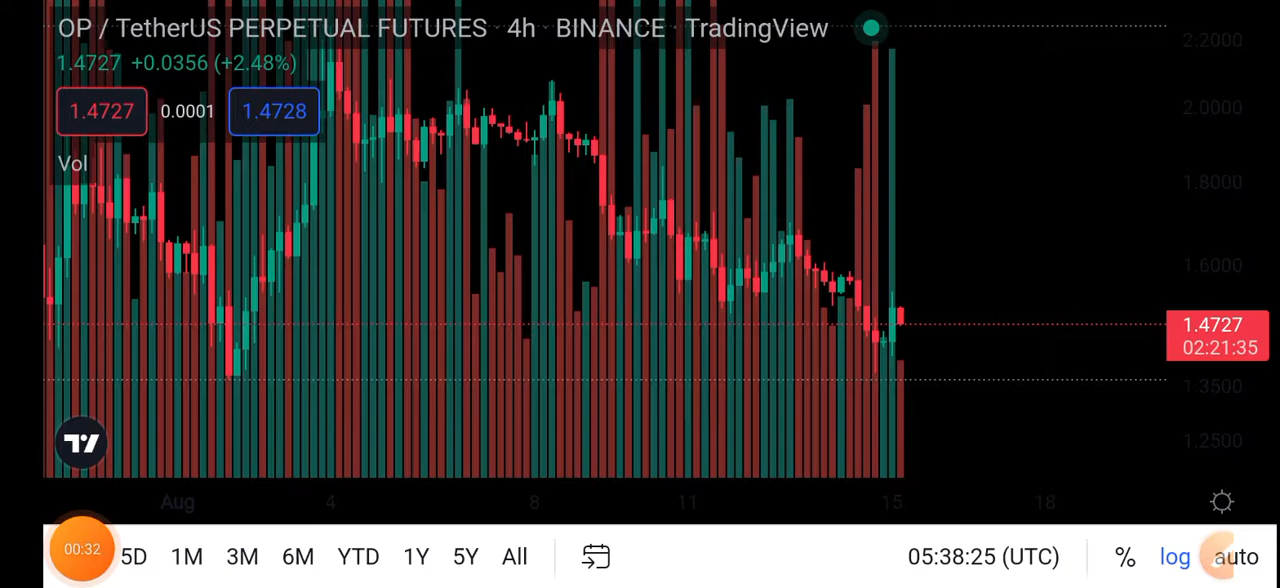 OP / TetherUS PERPETUAL FUTURES · 4h · BINANCE · TradingView
1.4727 +0.0356 (+2.48%)
1.4727 0.0001 1.4728
Vol
2.2000
2.0000
1.8000
1.6000
1.4727
02:21:35
1.3500
1.2500
Aug 4 8 11 15 18
00:32 5D 1M 3M 6M YTD 1Y 5Y All 05:38:25 (UTC) % log auto